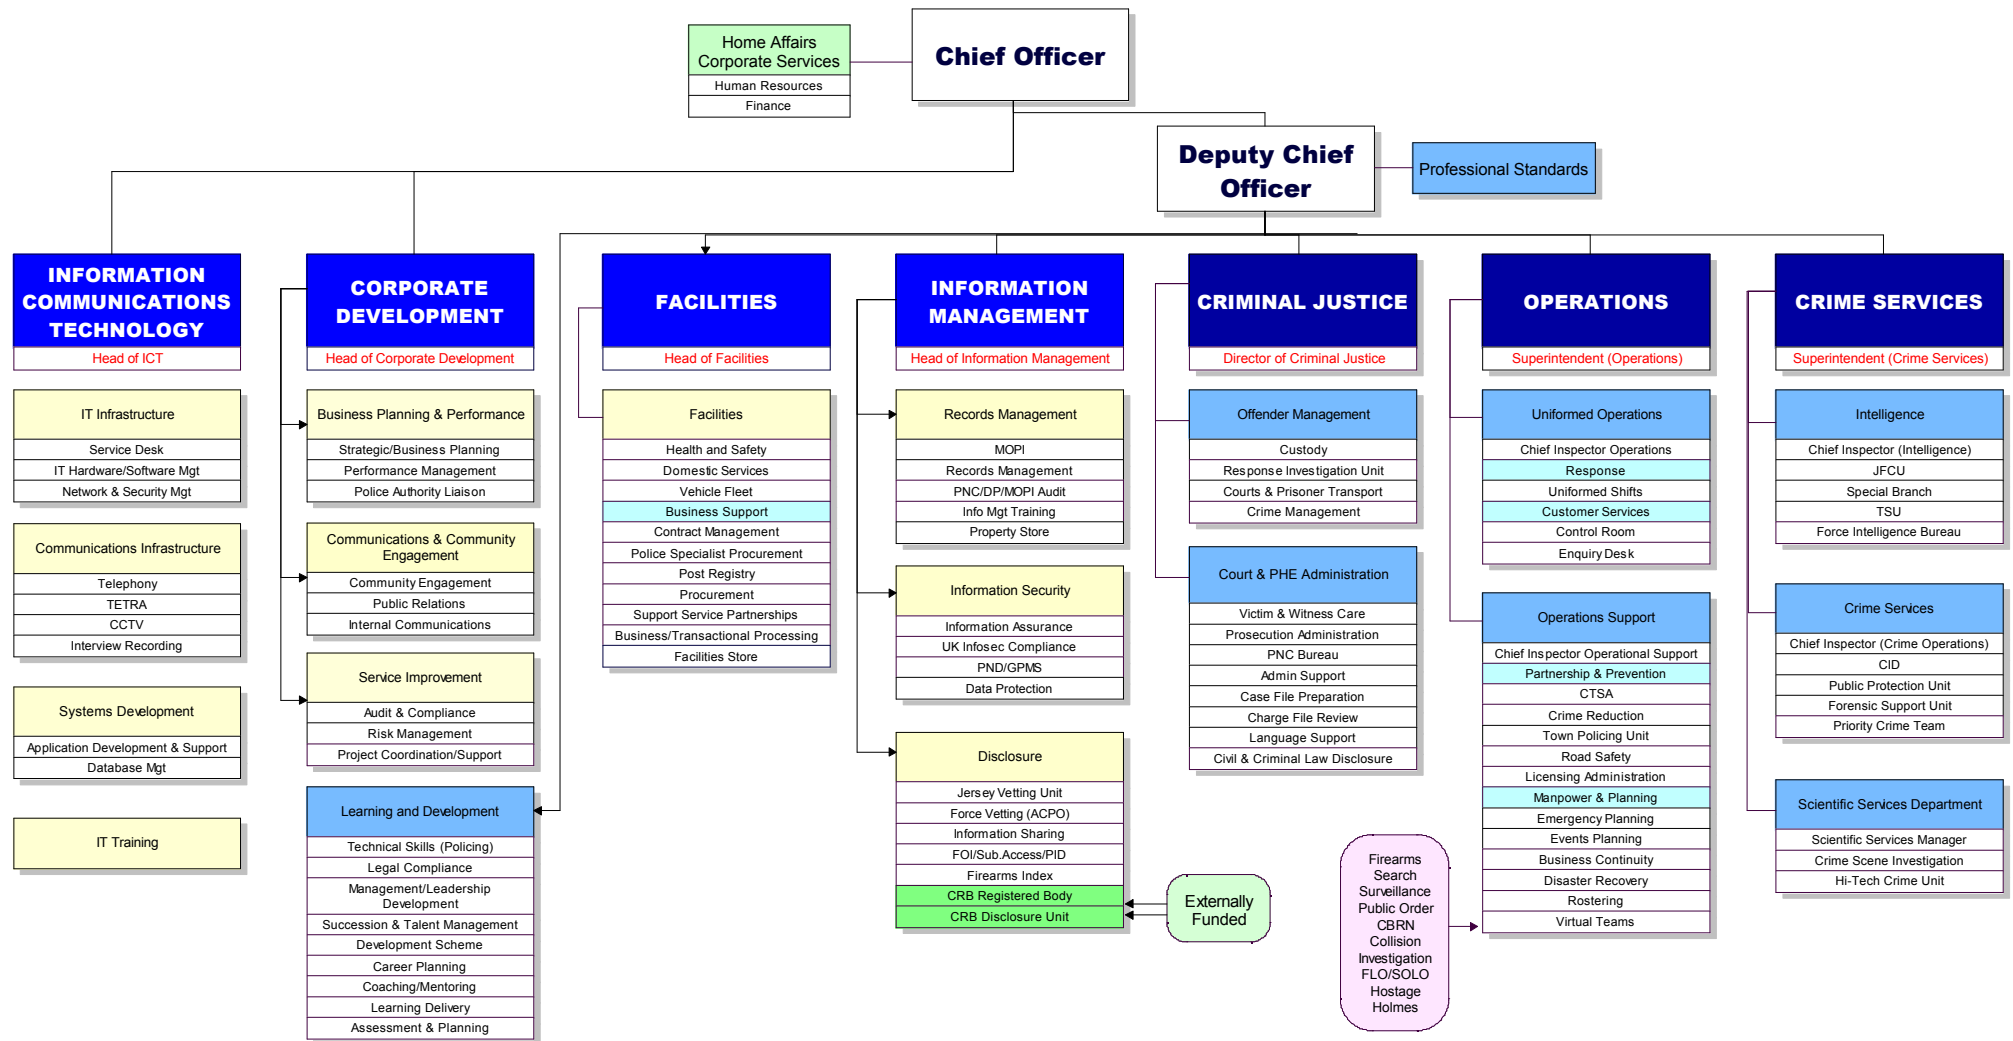 Home Affairs
Corporate Services
Human Resources
Finance
Chief Officer
Deputy Chief
Officer
Professional Standards
INFORMATION
COMMUNICATIONS
TECHNOLOGY
Head of ICT
IT Infrastructure
Service Desk
IT Hardware/Software Mgt
Network & Security Mgt
Communications Infrastructure
Telephony
TETRA
CCTV
Interview Recording
Systems Development
Application Development & Support
Database Mgt
IT Training
CORPORATE
DEVELOPMENT
Head of Corporate Development
Business Planning & Performance
Strategic/Business Planning
Performance Management
Police Authority Liaison
Communications & Community
Engagement
Community Engagement
Public Relations
Internal Communications
Service Improvement
Audit & Compliance
Risk Management
Project Coordination/Support
Learning and Development
Technical Skills (Policing)
Legal Compliance
Management/Leadership
Development
Succession & Talent Management
Development Scheme
Career Planning
Coaching/Mentoring
Learning Delivery
Assessment & Planning
FACILITIES
Head of Facilities
Facilities
Health and Safety
Domestic Services
Vehicle Fleet
Business Support
Contract Management
Police Specialist Procurement
Post Registry
Procurement
Support Service Partnerships
Business/Transactional Processing
Facilities Store
INFORMATION
MANAGEMENT
Head of Information Management
Records Management
MOPI
Records Management
PNC/DP/MOPI Audit
Info Mgt Training
Property Store
Information Security
Information Assurance
UK Infosec Compliance
PND/GPMS
Data Protection
Disclosure
Jersey Vetting Unit
Force Vetting (ACPO)
Information Sharing
FOI/Sub.Access/PID
Firearms Index
CRB Registered Body
CRB Disclosure Unit
Externally
Funded
CRIMINAL JUSTICE
Director of Criminal Justice
Offender Management
Custody
Response Investigation Unit
Courts & Prisoner Transport
Crime Management
Court & PHE Administration
Victim & Witness Care
Prosecution Administration
PNC Bureau
Admin Support
Case File Preparation
Charge File Review
Language Support
Civil & Criminal Law Disclosure
OPERATIONS
Superintendent (Operations)
Uniformed Operations
Chief Inspector Operations
Response
Uniformed Shifts
Customer Services
Control Room
Enquiry Desk
Operations Support
Chief Inspector Operational Support
Partnership & Prevention
CTSA
Crime Reduction
Town Policing Unit
Road Safety
Licensing Administration
Manpower & Planning
Emergency Planning
Events Planning
Business Continuity
Disaster Recovery
Rostering
Virtual Teams
Firearms
Search
Surveillance
Public Order
CBRN
Collision
Investigation
FLO/SOLO
Hostage
Holmes
CRIME SERVICES
Superintendent (Crime Services)
Intelligence
Chief Inspector (Intelligence)
JFCU
Special Branch
TSU
Force Intelligence Bureau
Crime Services
Chief Inspector (Crime Operations)
CID
Public Protection Unit
Forensic Support Unit
Priority Crime Team
Scientific Services Department
Scientific Services Manager
Crime Scene Investigation
Hi-Tech Crime Unit